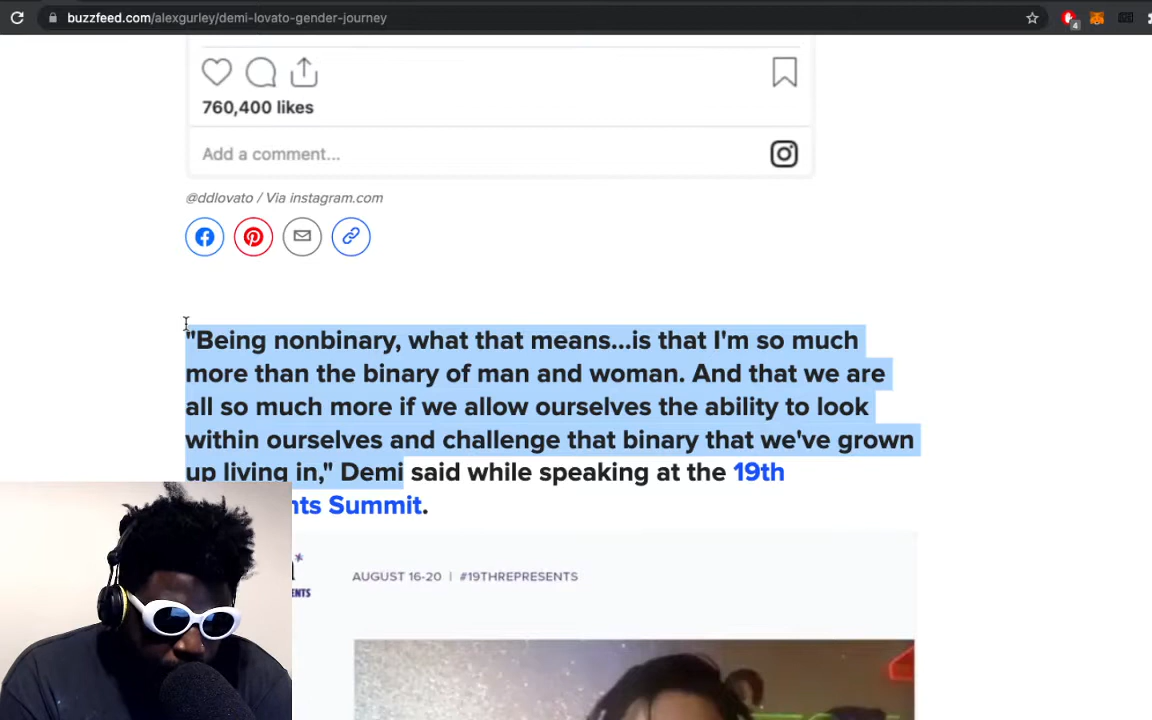 buzzfeed.com/alexgurley/demi-lovato-gender-journey
4
760,400 likes
Add a comment...
@ddlovato / Via instagram.com
"Being nonbinary, what that means...is that I'm so much
more than the binary of man and woman. And that we are
all so much more if we allow ourselves the ability to look
within ourselves and challenge that binary that we've grown
up living in," Demi said while speaking at the 19th
nts Summit.
ENTS
AUGUST 16-20 | #19THREPRESENTS